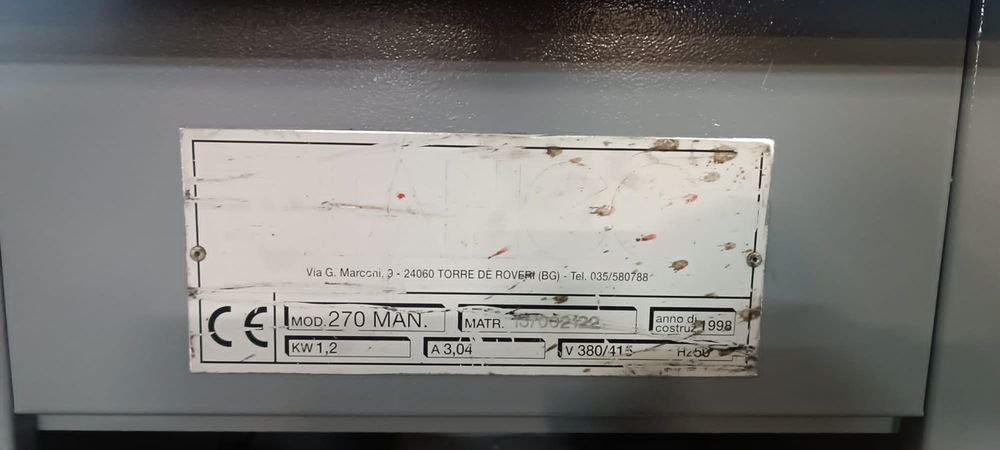 Via G. Marconi, 9 - 24060 TORRE DE ROVERI (BG) - Tel. 035/580788
CE
MOD. 270 MAN.
MATR.
anno di costruz. 1998
KW 1,2
A 3,04
V 380/415
Hz50